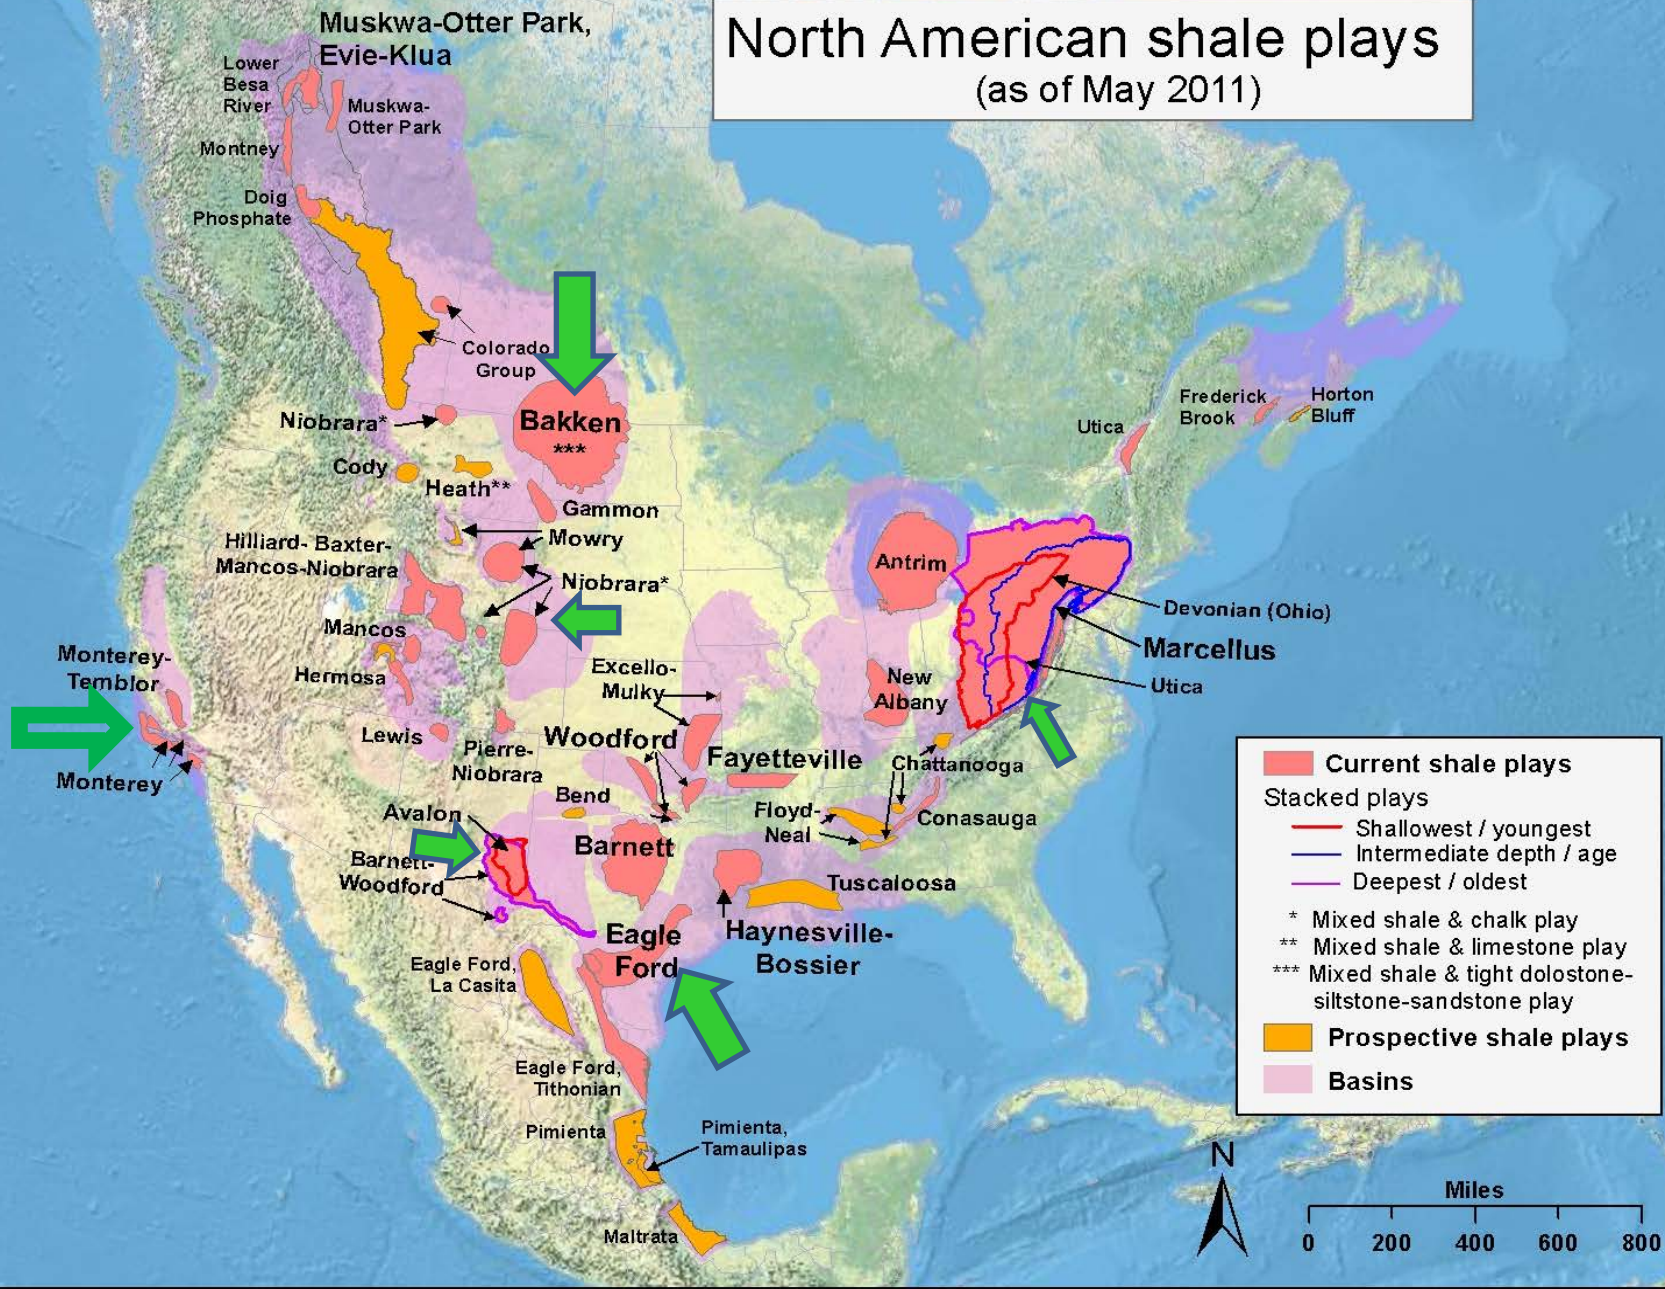 North American shale plays
(as of May 2011)
Muskwa-Otter Park,
Evie-Klua
Lower
Besa
River
Muskwa-
Otter Park
Montney
Doig
Phosphate
Colorado
Group
Niobrara*
Bakken
***
Cody
Heath**
Gammon
Mowry
Hilliard- Baxter-
Mancos-Niobrara
Niobrara*
Mancos
Hermosa
Monterey-
Temblor
Monterey
Lewis
Pierre-
Niobrara
Excello-
Mulky
Woodford
Fayetteville
Bend
Avalon
Barnett-
Woodford
Barnett
Eagle
Ford
Haynesville-
Bossier
Tuscaloosa
Floyd-
Neal
Chattanooga
Conasauga
New
Albany
Antrim
Devonian (Ohio)
Marcellus
Utica
Utica
Frederick
Brook
Horton
Bluff
Eagle Ford,
La Casita
Eagle Ford,
Tithonian
Pimienta
Pimienta,
Tamaulipas
Maltrata
Current shale plays
Stacked plays
Shallowest / youngest
Intermediate depth / age
Deepest / oldest
* Mixed shale & chalk play
** Mixed shale & limestone play
*** Mixed shale & tight dolostone-
siltstone-sandstone play
Prospective shale plays
Basins
N
Miles
0 200 400 600 800